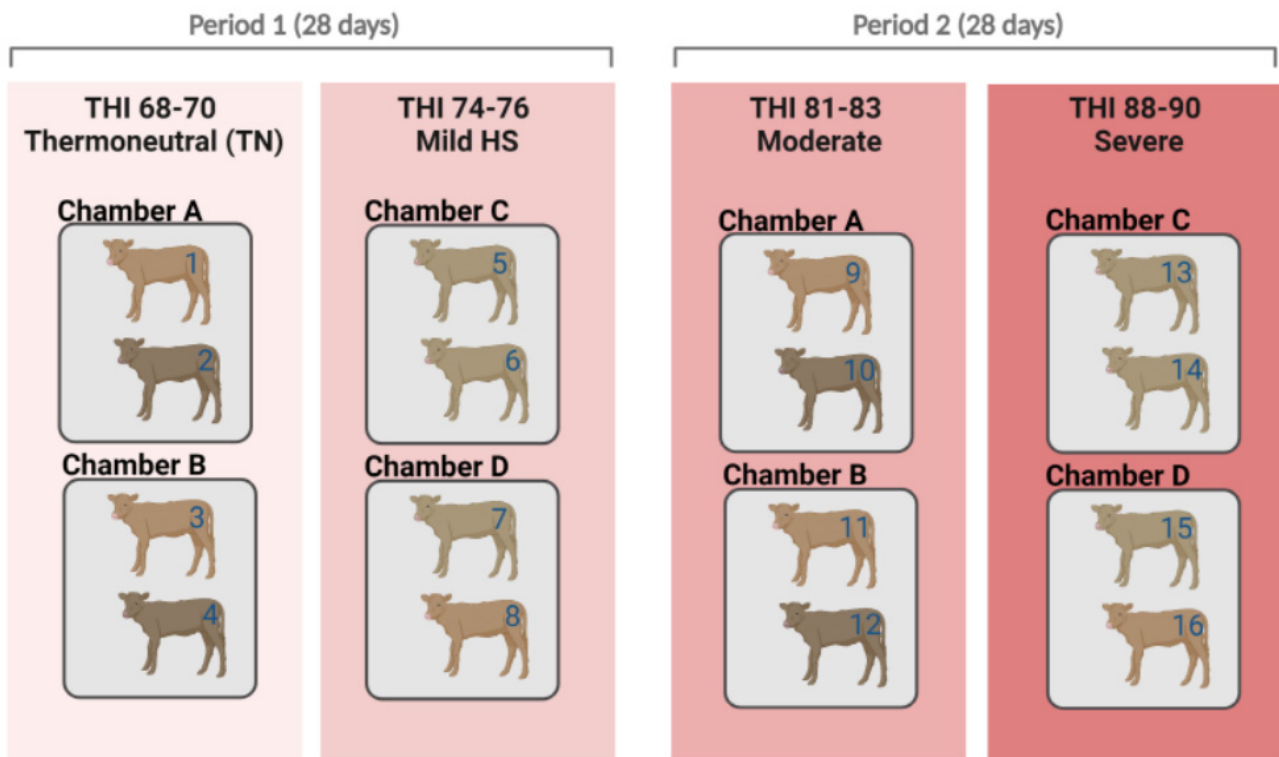 Period 1 (28 days)
Period 2 (28 days)
THI 68-70
Thermoneutral (TN)
THI 74-76
Mild HS
THI 81-83
Moderate
THI 88-90
Severe
Chamber A
1
2
Chamber B
3
4
Chamber C
5
6
Chamber D
7
8
Chamber A
9
10
Chamber B
11
12
Chamber C
13
14
Chamber D
15
16